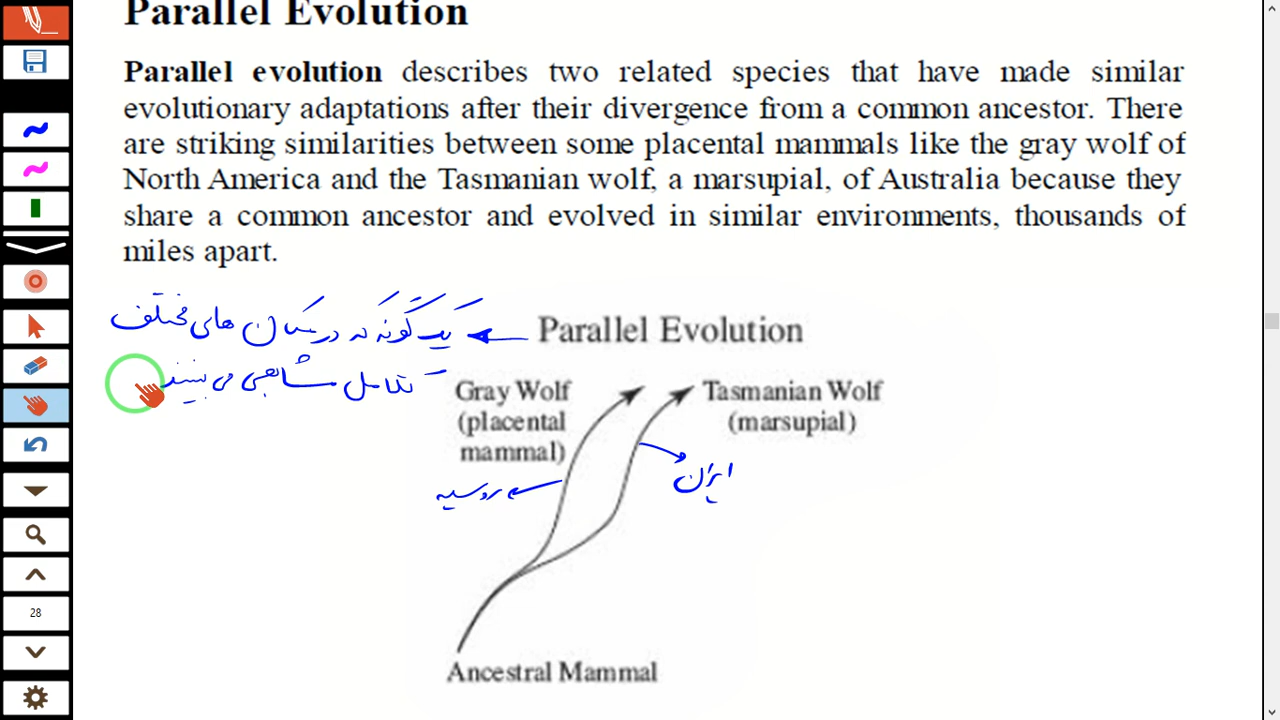 Parallel Evolution
Parallel evolution describes two related species that have made similar
evolutionary adaptations after their divergence from a common ancestor. There
are striking similarities between some placental mammals like the gray wolf of
North America and the Tasmanian wolf, a marsupial, of Australia because they
share a common ancestor and evolved in similar environments, thousands of
miles apart.
یک گونه که در مکان های مختلف
تکامل مشابهی می بینند
Parallel Evolution
Gray Wolf
(placental
mammal)
Tasmanian Wolf
(marsupial)
روسیه
ایران
Ancestral Mammal
28